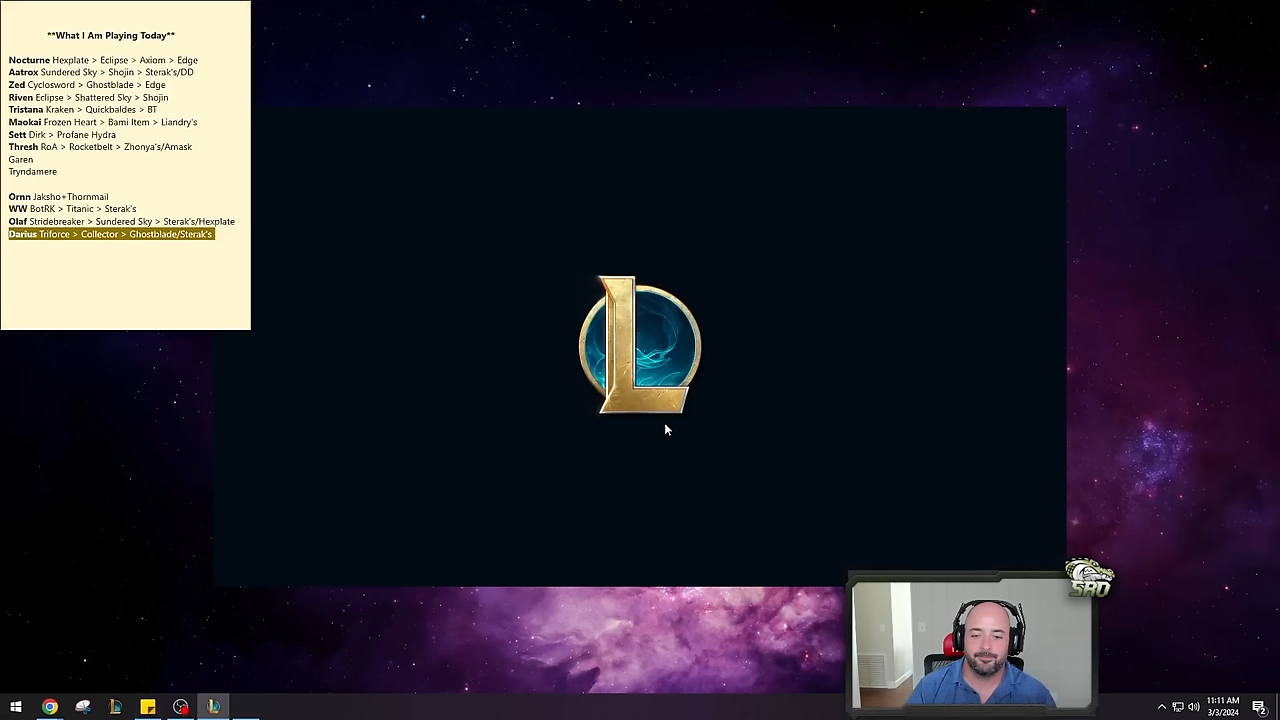 **What I Am Playing Today**
Nocturne Hexplate > Eclipse > Axiom > Edge
Aatrox Sundered Sky > Shojin > Sterak's/DD
Zed Cyclosword > Ghostblade > Edge
Riven Eclipse > Shattered Sky > Shojin
Tristana Kraken > Quickbaldes > BT
Maokai Frozen Heart > Bami Item > Liandry's
Sett Dirk > Profane Hydra
Thresh RoA > Rocketbelt > Zhonya's/Amask
Garen
Tryndamere
Ornn Jaksho+Thornmail
WW BotRK > Titanic > Sterak's
Olaf Stridebreaker > Sundered Sky > Sterak's/Hexplate
Darius Triforce > Collector > Ghostblade/Sterak's
SRO
11:11 AM
3/3/2024